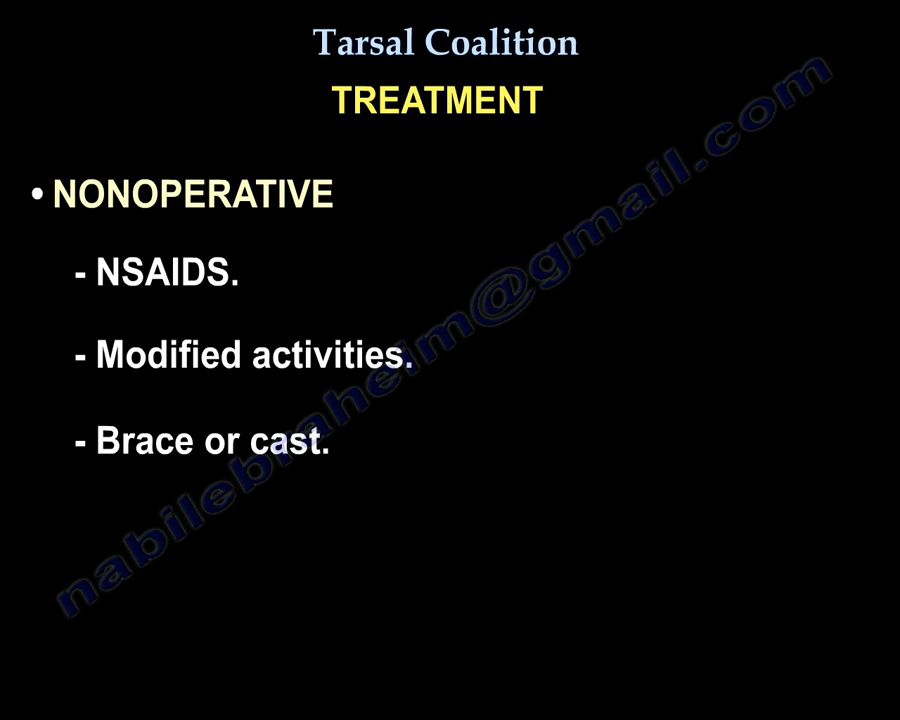 Tarsal Coalition
TREATMENT
• NONOPERATIVE
- NSAIDS.
- Modified activities.
- Brace or cast.
nabilebraheim@gmail.com